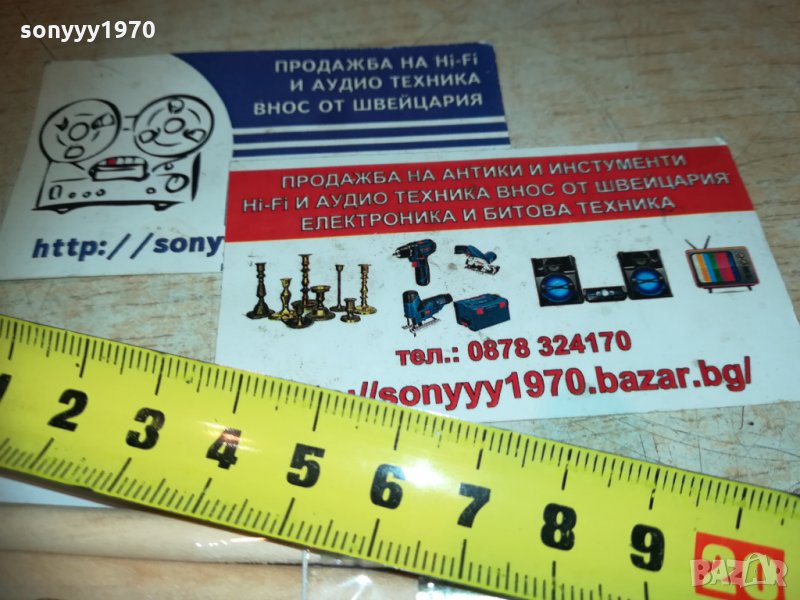 sonyyy1970
ПРОДАЖБА НА Hi-Fi
И АУДИО ТЕХНИКА
ВНОС ОТ ШВЕЙЦАРИЯ
http://sony
ПРОДАЖБА НА АНТИКИ И ИНСТУМЕНТИ
Hi-Fi И АУДИО ТЕХНИКА ВНОС ОТ ШВЕЙЦАРИЯ
ЕЛЕКТРОНИКА И БИТОВА ТЕХНИКА
тел.: 0878 324170
//sonyyy1970.bazar.bg/
1 2 3 4 5 6 7 8 9
BAZAR